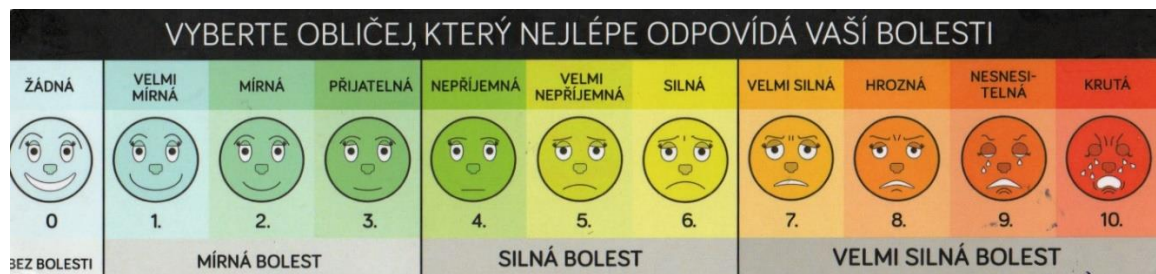 VYBERTE OBLIČEJ, KTERÝ NEJLÉPE ODPOVÍDÁ VAŠÍ BOLESTI
ŽÁDNÁ
VELMI
MÍRNÁ
MÍRNÁ
PŘIJATELNÁ
NEPŘÍJEMNÁ
VELMI
NEPŘÍJEMNÁ
SILNÁ
VELMI SILNÁ
HROZNÁ
NESNESI-
TELNÁ
KRUTÁ
0 1. 2. 3. 4. 5. 6. 7. 8. 9. 10.
BEZ BOLESTI
MÍRNÁ BOLEST
SILNÁ BOLEST
VELMI SILNÁ BOLEST